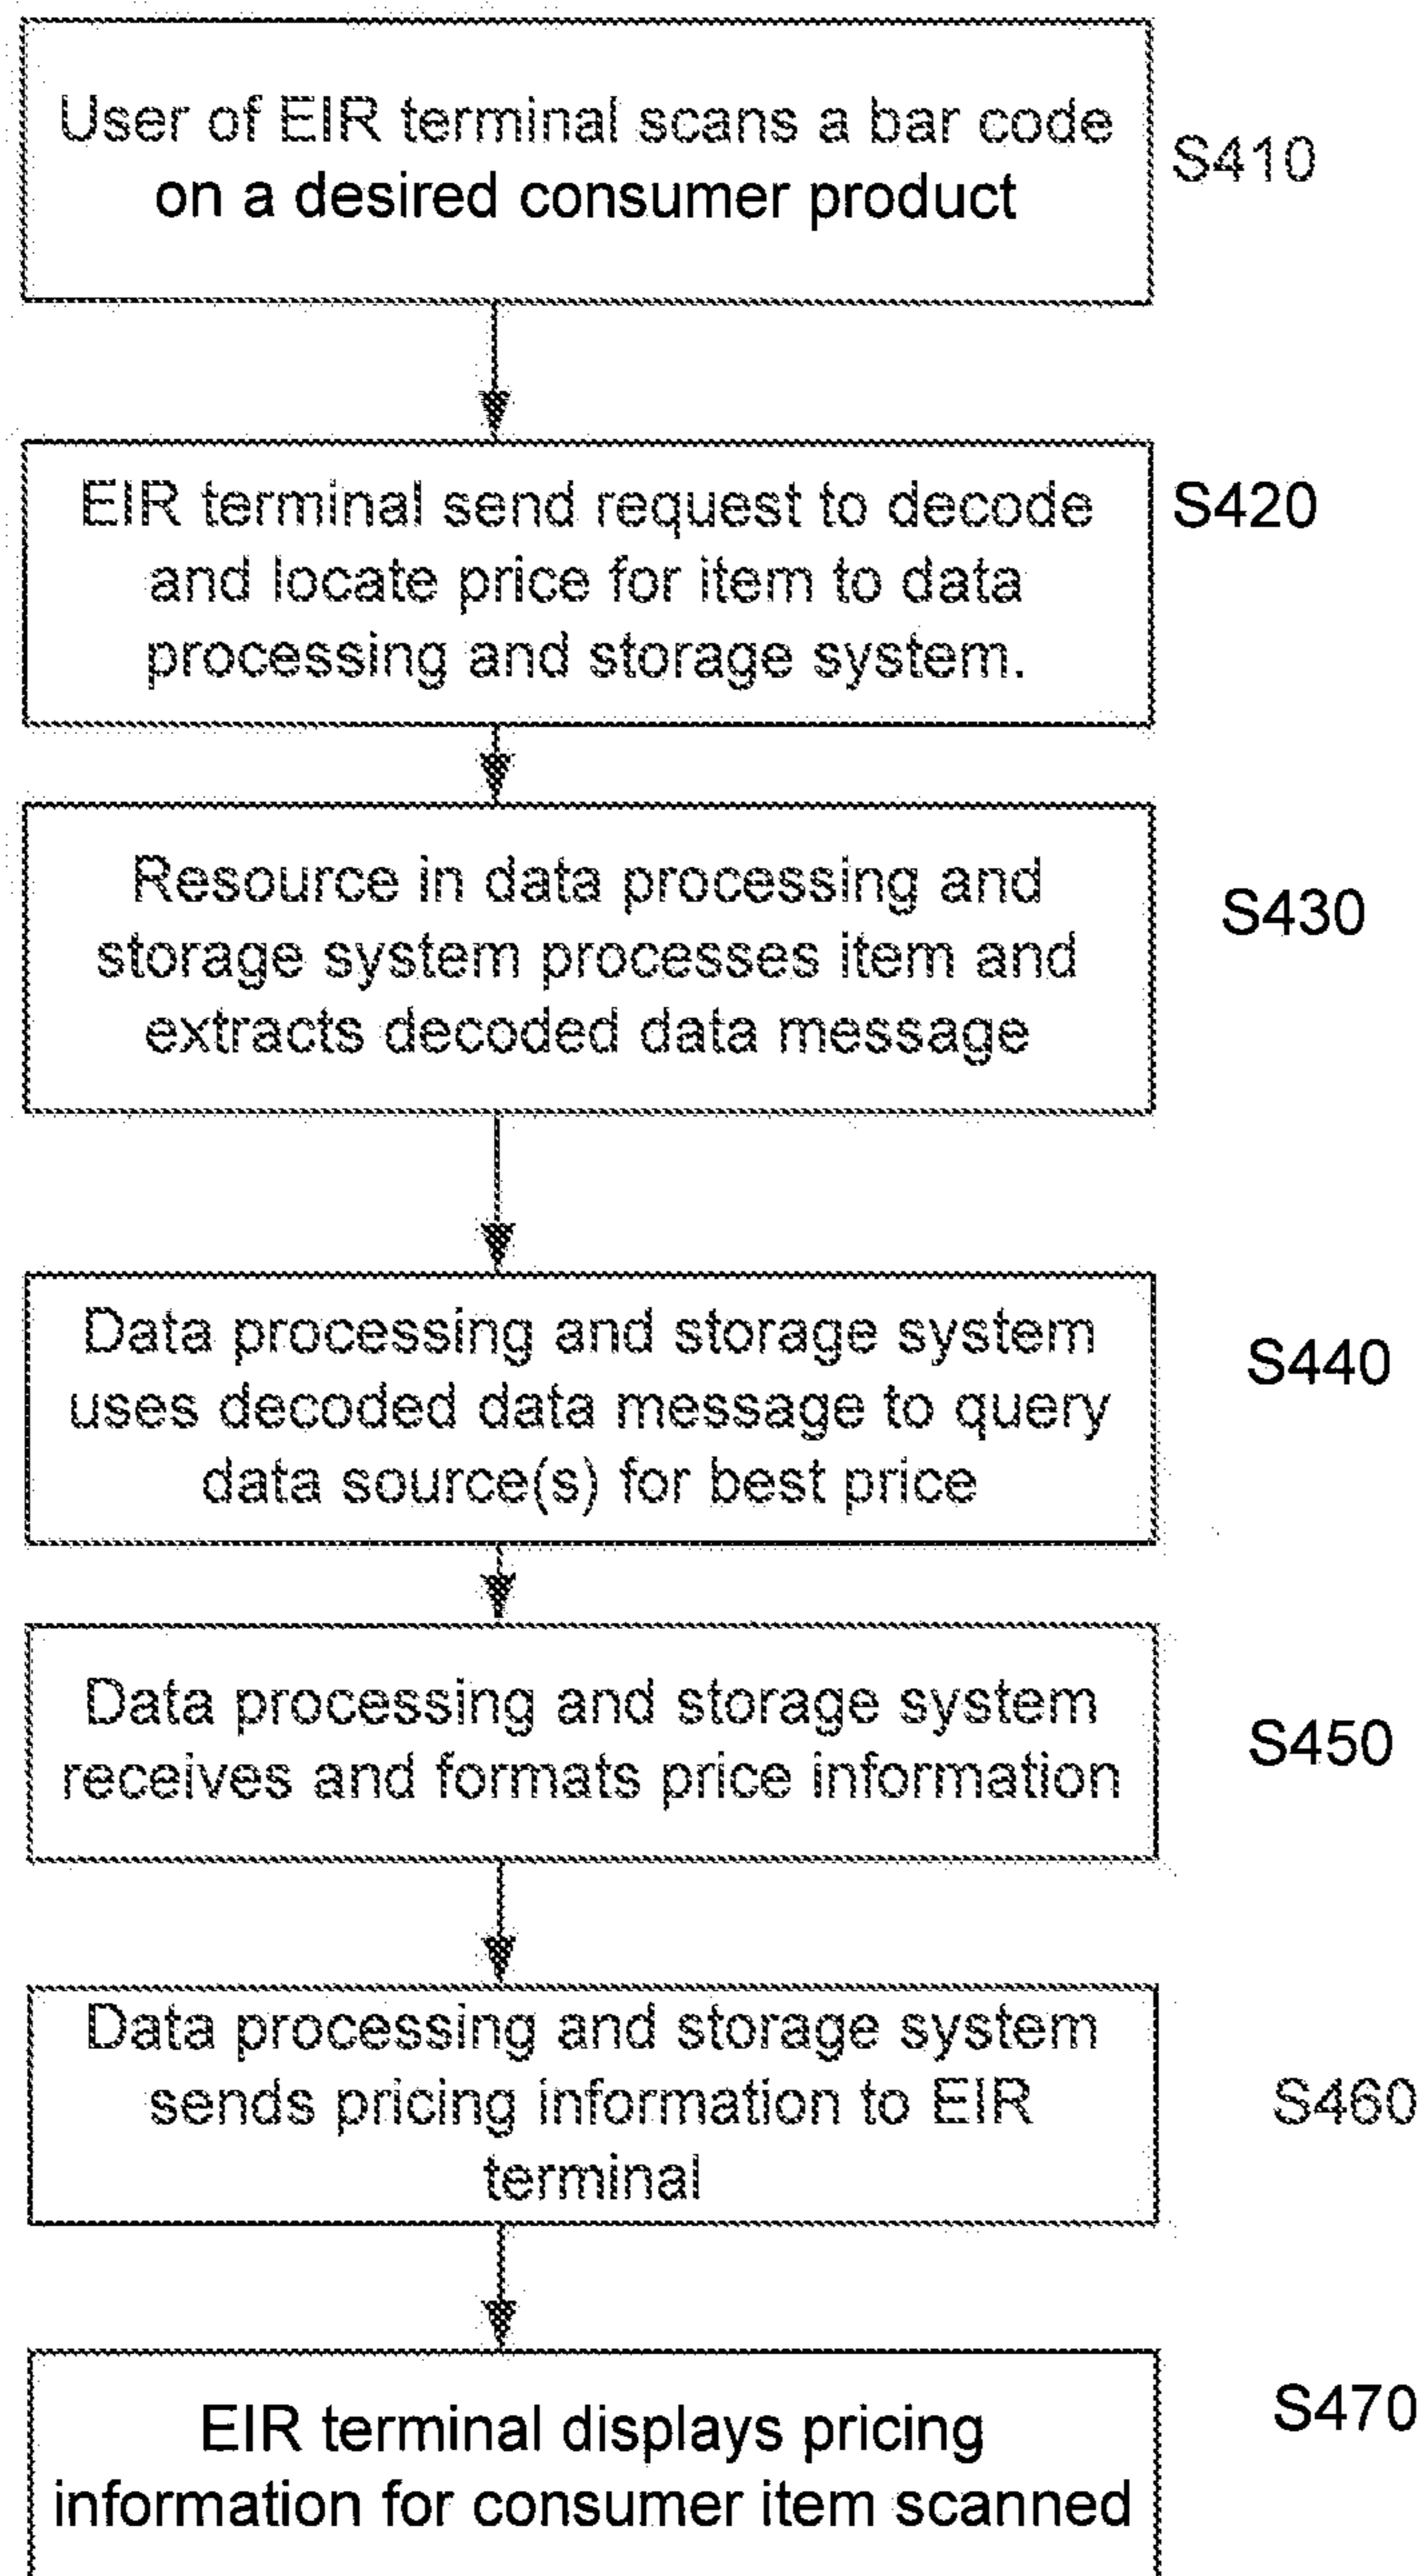 User of EIR terminal scans a bar code
on a desired consumer product
S410
EIR terminal send request to decode
and locate price for item to data
processing and storage system.
S420
Resource in data processing and
storage system processes item and
extracts decoded data message
S430
Data processing and storage system
uses decoded data message to query
data source(s) for best price
S440
Data processing and storage system
receives and formats price information
S450
Data processing and storage system
sends pricing information to EIR
terminal
S460
EIR terminal displays pricing
information for consumer item scanned
S470